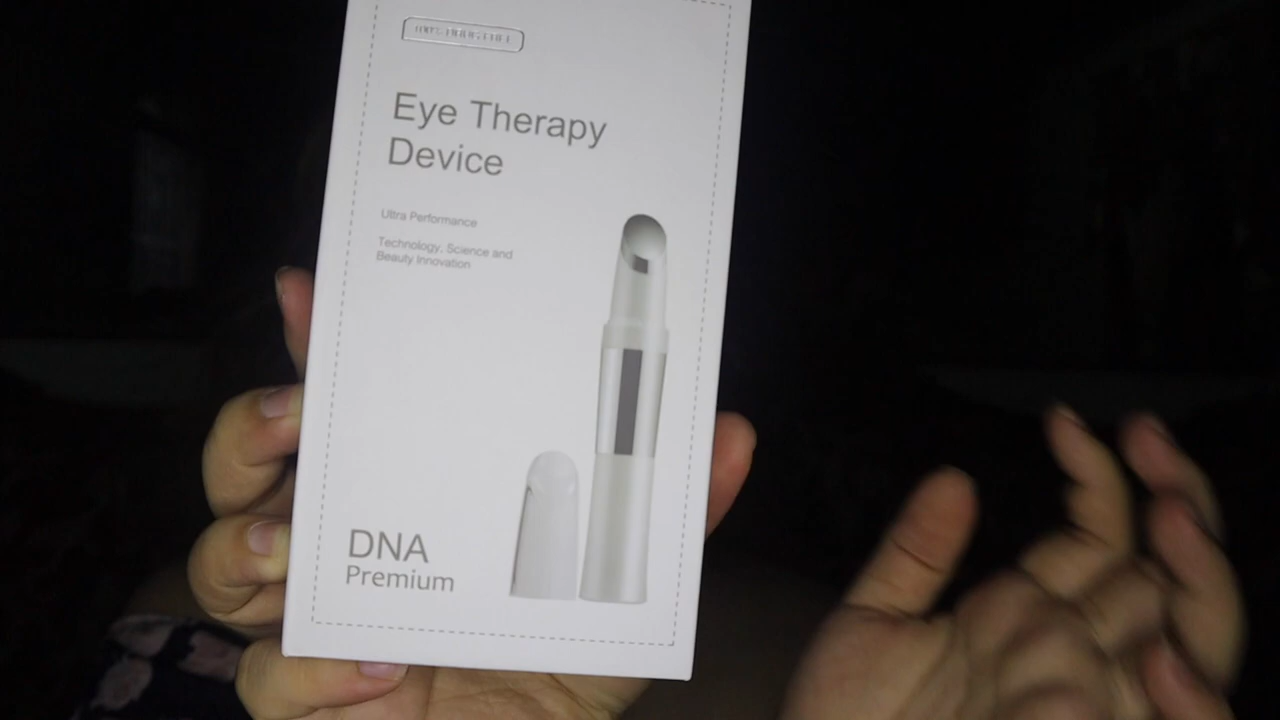 Eye Therapy
Device
Ultra Performance
Technology, Science and
Beauty Innovation
DNA
Premium